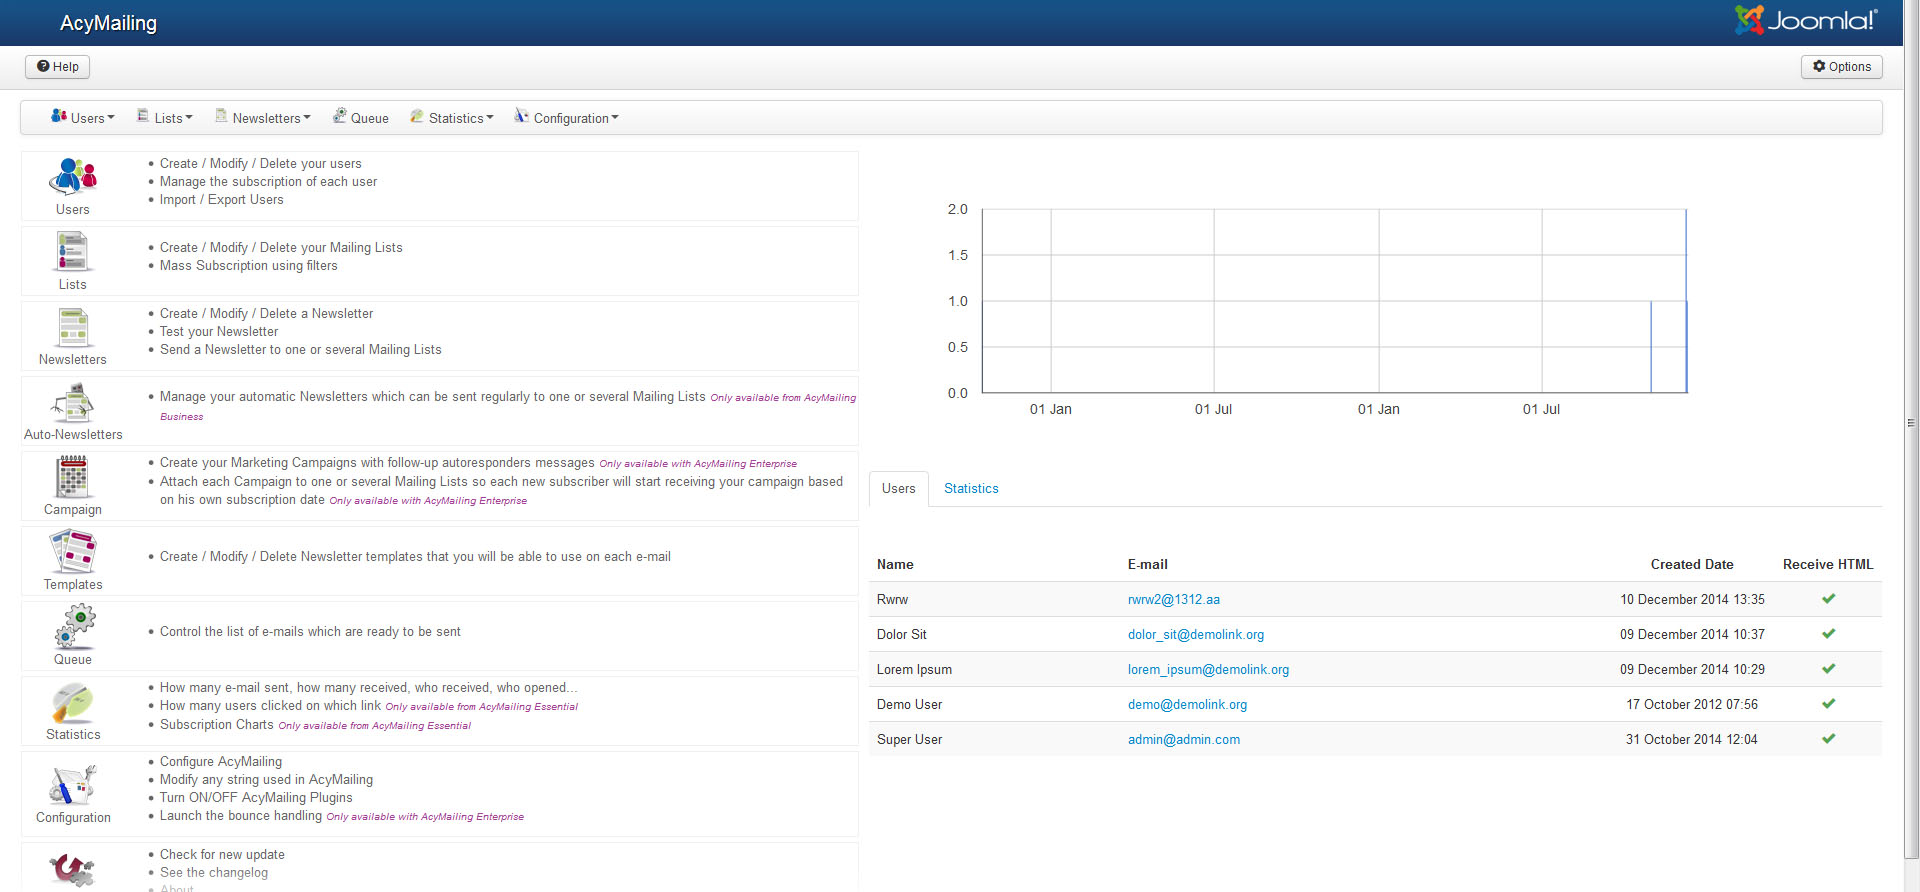 AcyMailing
Joomla!®
Help
Options
Users
Lists
Newsletters
Queue
Statistics
Configuration
Users
• Create / Modify / Delete your users
• Manage the subscription of each user
• Import / Export Users
Lists
• Create / Modify / Delete your Mailing Lists
• Mass Subscription using filters
Newsletters
• Create / Modify / Delete a Newsletter
• Test your Newsletter
• Send a Newsletter to one or several Mailing Lists
Auto-Newsletters
• Manage your automatic Newsletters which can be sent regularly to one or several Mailing Lists Only available from AcyMailing
Business
Campaign
• Create your Marketing Campaigns with follow-up autoresponders messages Only available with AcyMailing Enterprise
• Attach each Campaign to one or several Mailing Lists so each new subscriber will start receiving your campaign based
on his own subscription date Only available with AcyMailing Enterprise
Templates
• Create / Modify / Delete Newsletter templates that you will be able to use on each e-mail
Queue
• Control the list of e-mails which are ready to be sent
Statistics
• How many e-mail sent, how many received, who received, who opened...
• How many users clicked on which link Only available from AcyMailing Essential
• Subscription Charts Only available from AcyMailing Essential
Configuration
• Configure AcyMailing
• Modify any string used in AcyMailing
• Turn ON/OFF AcyMailing Plugins
• Launch the bounce handling Only available with AcyMailing Enterprise
• Check for new update
• See the changelog
• About
2.0
1.5
1.0
0.5
0.0
01 Jan
01 Jul
01 Jan
01 Jul
Users
Statistics
Name E-mail Created Date Receive HTML
Rwrw rwrw2@1312.aa 10 December 2014 13:35
Dolor Sit dolor_sit@demolink.org 09 December 2014 10:37
Lorem Ipsum lorem_ipsum@demolink.org 09 December 2014 10:29
Demo User demo@demolink.org 17 October 2012 07:56
Super User admin@admin.com 31 October 2014 12:04